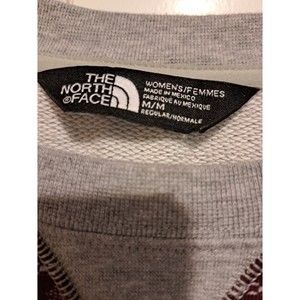 THE
NORTH
®FACE
WOMENS/FEMMES
MADE IN MEXICO
FABRIQUE AU MEXIQUE
M/M
REGULAR/NORMALE